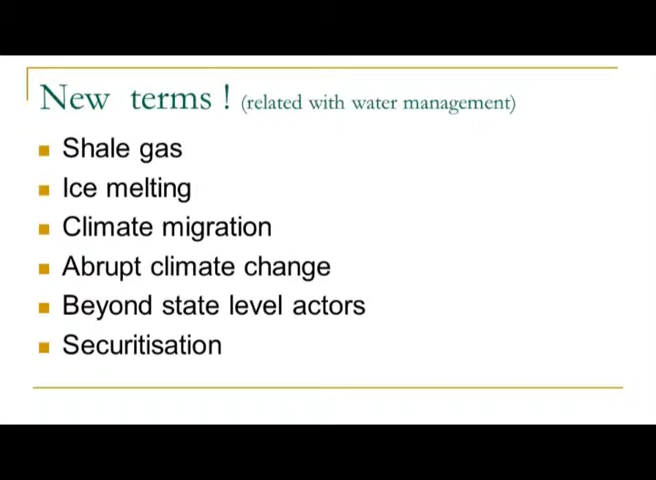 New terms ! (related with water management)
Shale gas
Ice melting
Climate migration
Abrupt climate change
Beyond state level actors
Securitisation